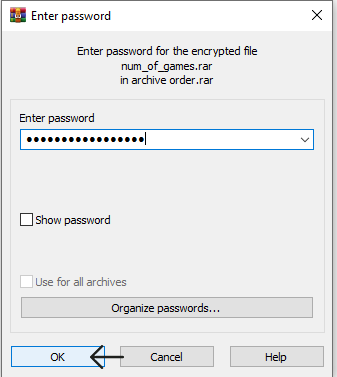 Enter password
Enter password for the encrypted file
num_of_games.rar
in archive order.rar
Enter password
•••••••••••••••••
Show password
Use for all archives
Organize passwords...
OK
Cancel
Help